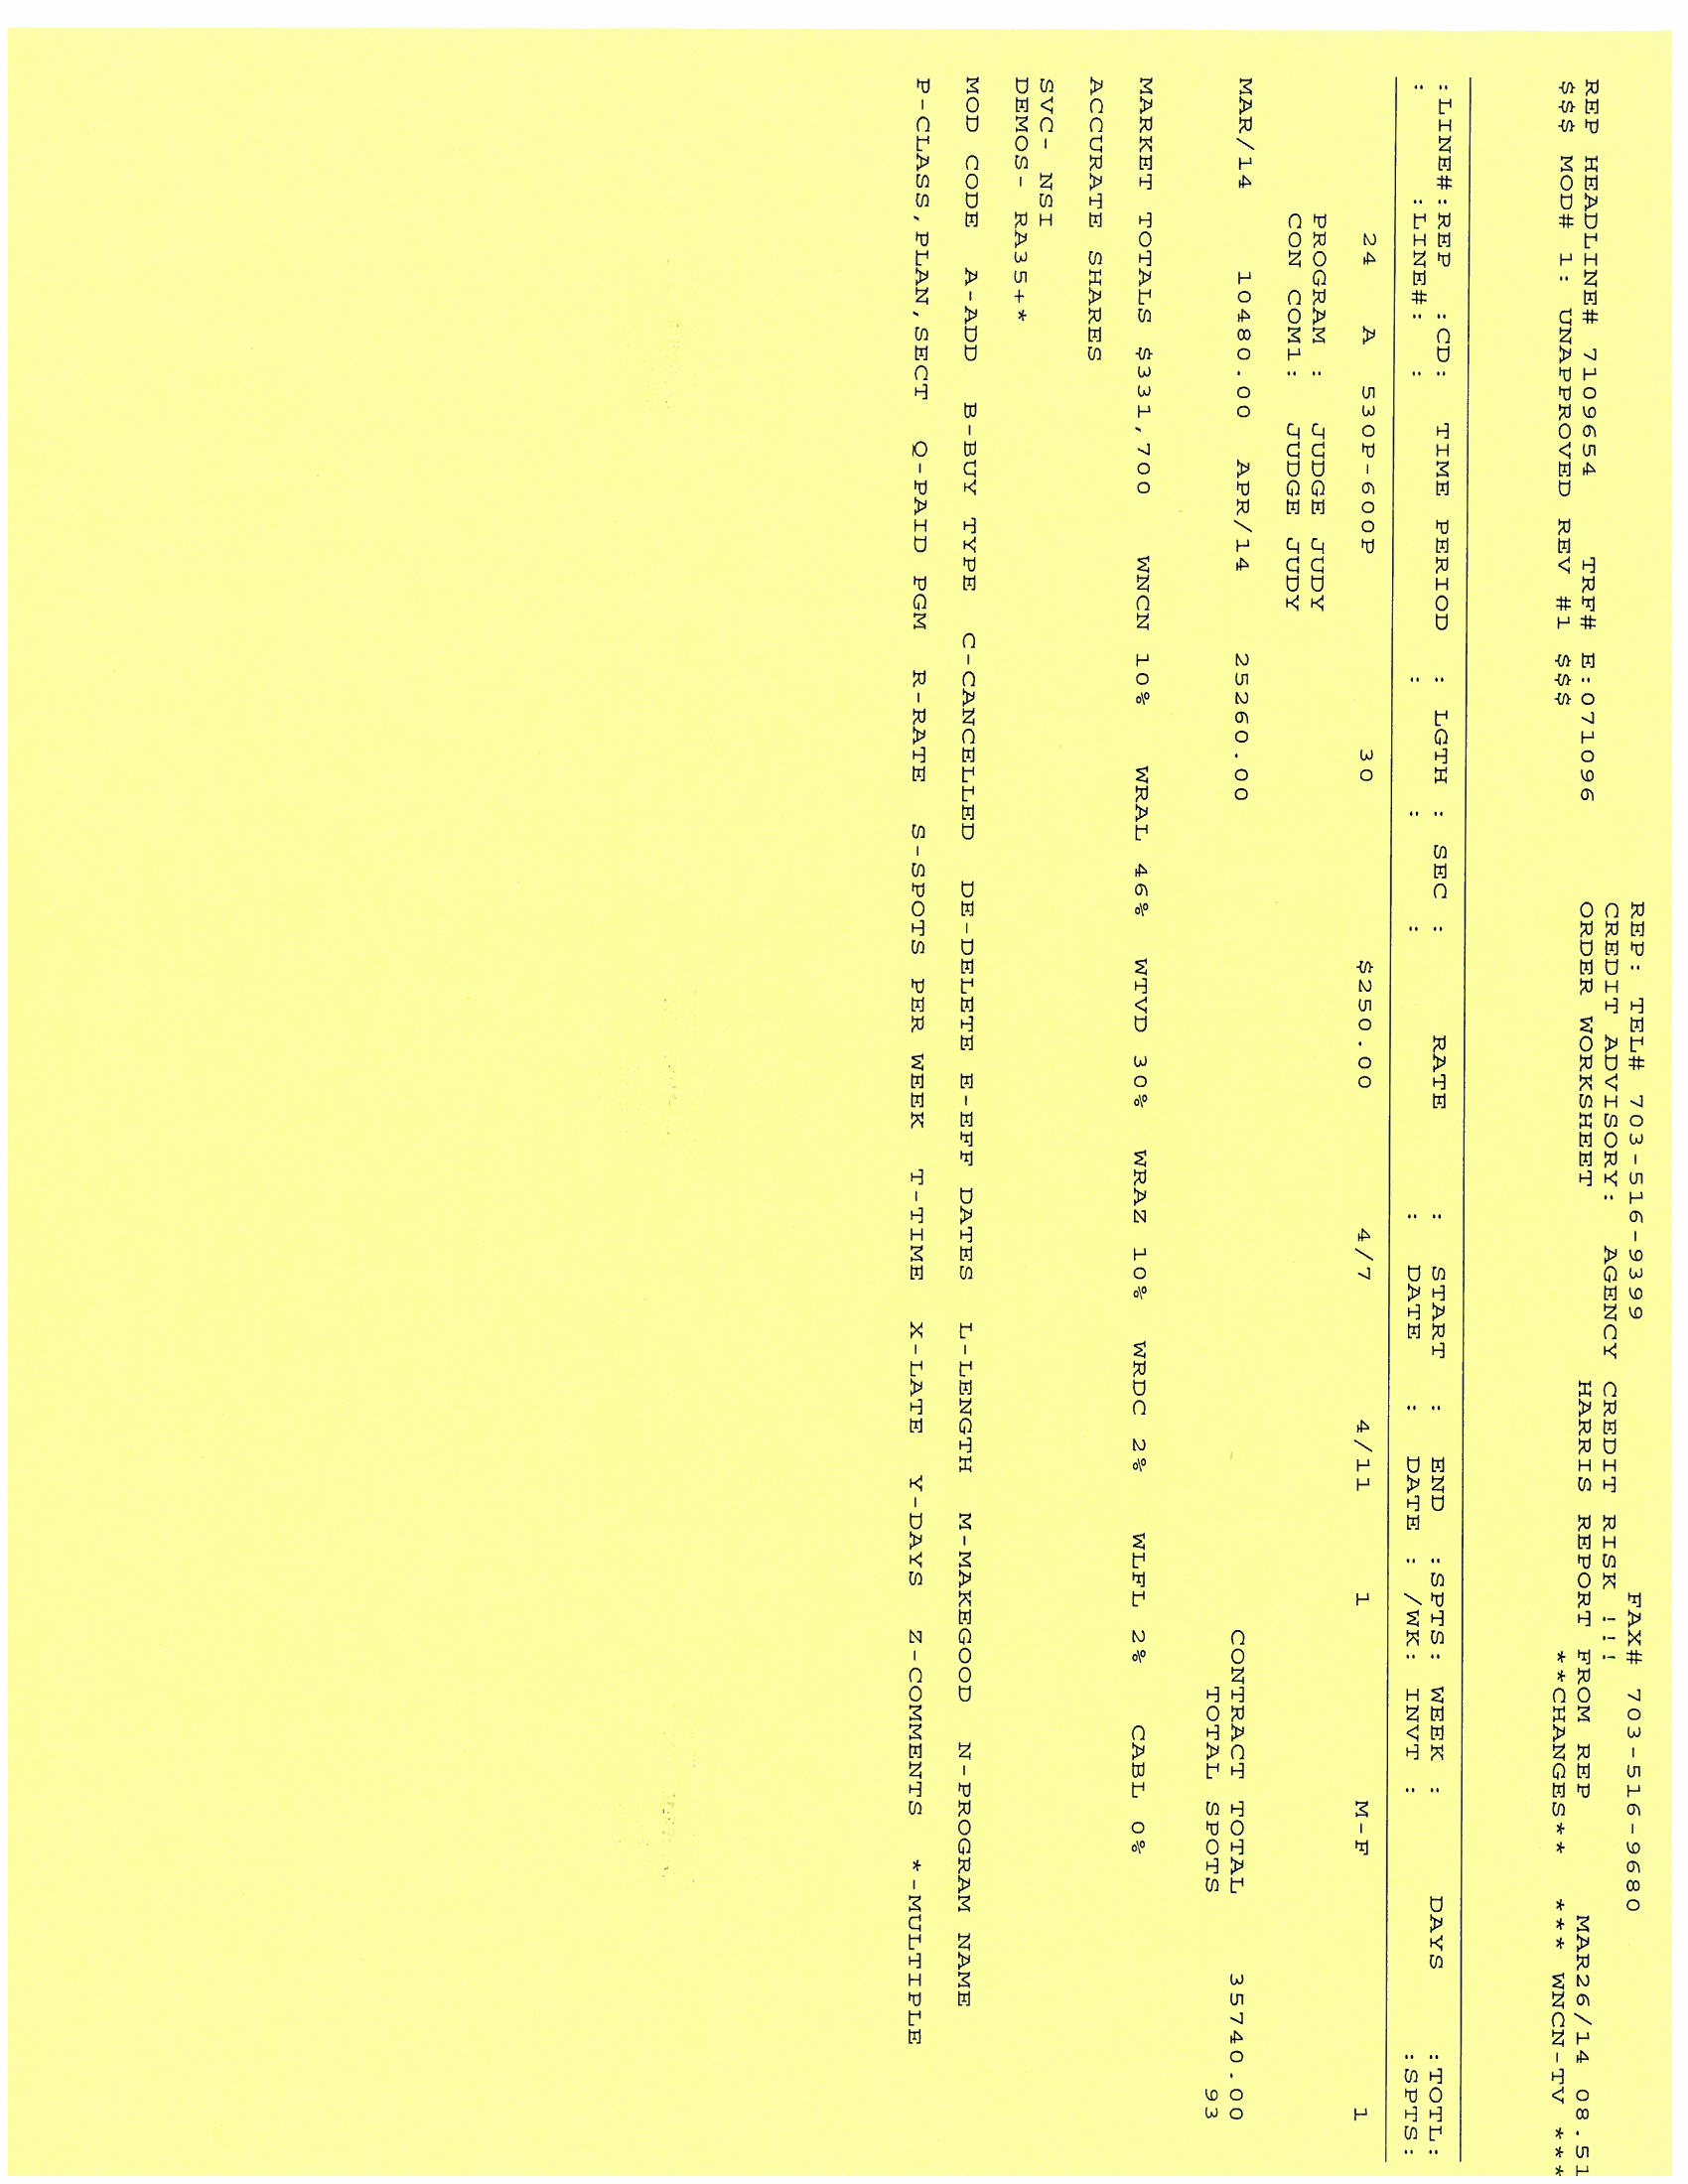 REP: TEL# 703-516-9399 FAX# 703-516-9680
CREDIT ADVISORY: AGENCY CREDIT RISK !!!
REP HEADLINE# 7109654 TRF# E:071096 ORDER WORKSHEET HARRIS REPORT FROM REP MAR26/14 08.51
$$$ MOD# 1: UNAPPROVED REV #1 $$$ **CHANGES** *** WNCN-TV ***
:LINE#:REP :CD: TIME PERIOD : LGTH : SEC : RATE : START : END :SPTS: WEEK : DAYS :TOTL:
: :LINE#: : : : : : DATE : DATE : /WK: INVT : :SPTS:
24 A 530P-600P 30 $250.00 4/7 4/11 1 M-F 1
PROGRAM : JUDGE JUDY
CON COM1: JUDGE JUDY
MAR/14 10480.00 APR/14 25260.00 CONTRACT TOTAL 35740.00
TOTAL SPOTS 93
MARKET TOTALS $331,700 WNCN 10% WRAL 46% WTVD 30% WRAZ 10% WRDC 2% WLFL 2% CABL 0%
ACCURATE SHARES
SVC- NSI
DEMOS- RA35+*
MOD CODE A-ADD B-BUY TYPE C-CANCELLED DE-DELETE E-EFF DATES L-LENGTH M-MAKEGOOD N-PROGRAM NAME
P-CLASS,PLAN,SECT Q-PAID PGM R-RATE S-SPOTS PER WEEK T-TIME X-LATE Y-DAYS Z-COMMENTS *-MULTIPLE